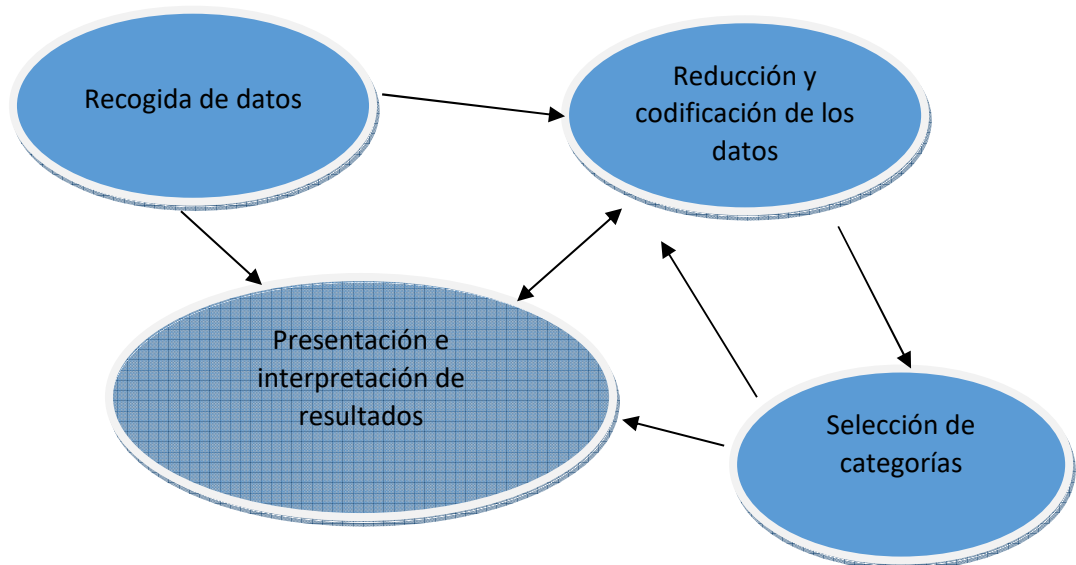 Recogida de datos
Reducción y
codificación de los
datos
Presentación e
interpretación de
resultados
Selección de
categorías